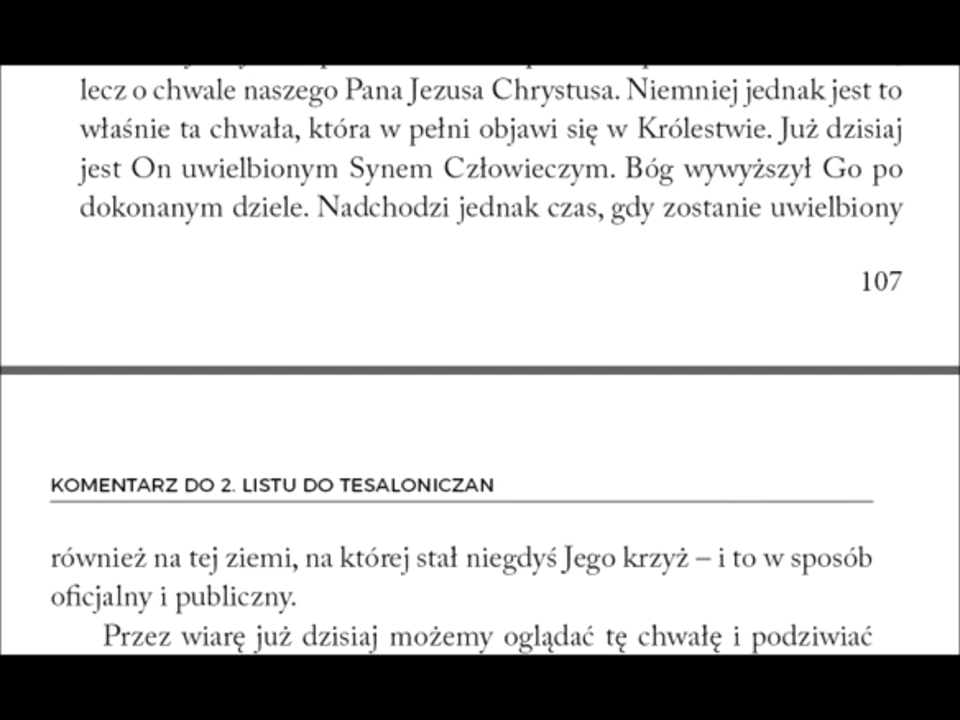 lecz o chwale naszego Pana Jezusa Chrystusa. Niemniej jednak jest to
właśnie ta chwała, która w pełni objawi się w Królestwie. Już dzisiaj
jest On uwielbionym Synem Człowieczym. Bóg wywyższył Go po
dokonanym dziele. Nadchodzi jednak czas, gdy zostanie uwielbiony
107
KOMENTARZ DO 2. LISTU DO TESALONICZAN
również na tej ziemi, na której stał niegdyś Jego krzyż – i to w sposób
oficjalny i publiczny.
Przez wiarę już dzisiaj możemy oglądać tę chwałę i podziwiać